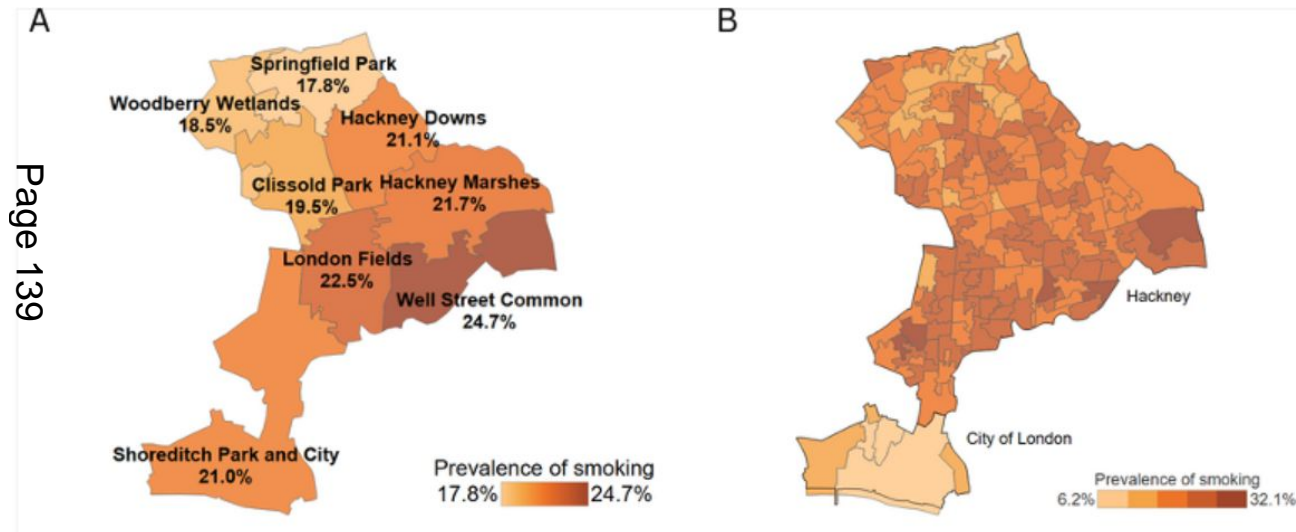 Page 139
A
Springfield Park
17.8%
Woodberry Wetlands
18.5%
Hackney Downs
21.1%
Clissold Park
19.5%
Hackney Marshes
21.7%
London Fields
22.5%
Well Street Common
24.7%
Shoreditch Park and City
21.0%
Prevalence of smoking
17.8% 24.7%
B
Hackney
City of London
Prevalence of smoking
6.2% 32.1%